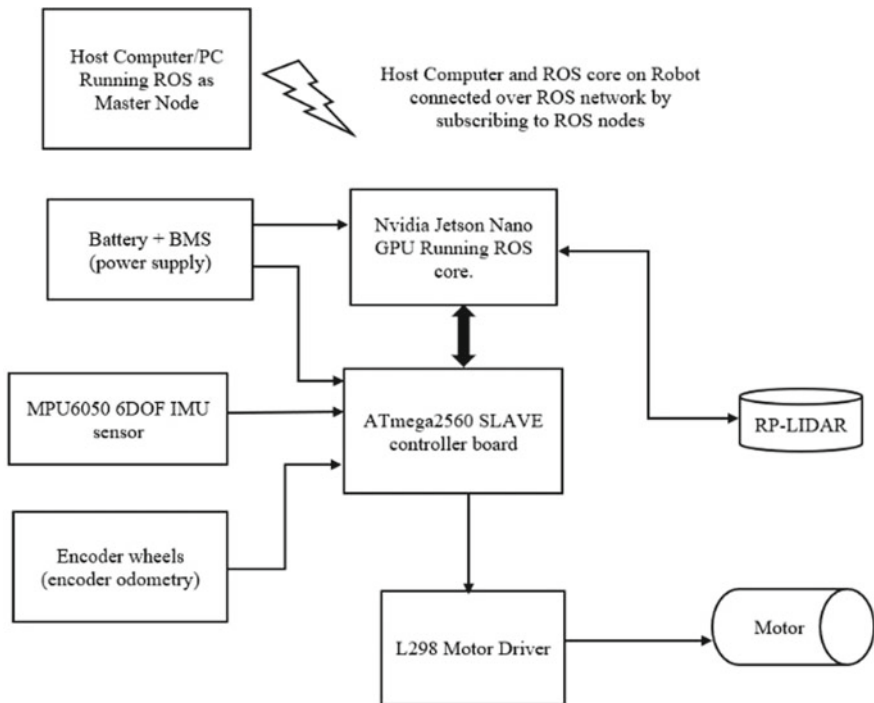 Host Computer/PC
Running ROS as
Master Node
Host Computer and ROS core on Robot
connected over ROS network by
subscribing to ROS nodes
Battery + BMS
(power supply)
Nvidia Jetson Nano
GPU Running ROS
core.
MPU6050 6DOF IMU
sensor
ATmega2560 SLAVE
controller board
RP-LIDAR
Encoder wheels
(encoder odometry)
L298 Motor Driver
Motor